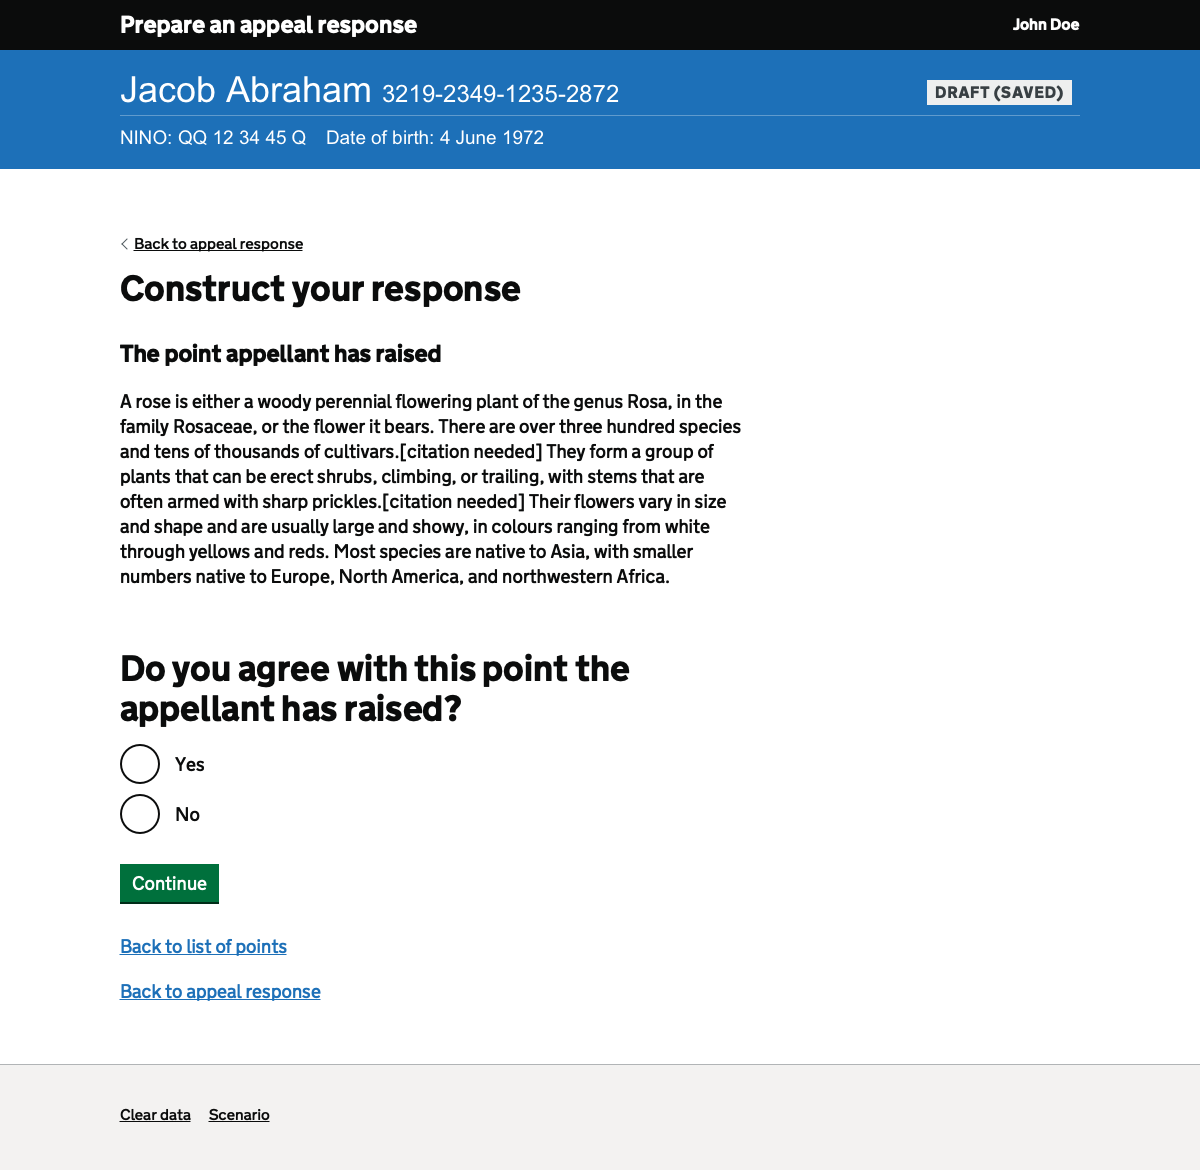 Prepare an appeal response
John Doe
Jacob Abraham 3219-2349-1235-2872
DRAFT (SAVED)
NINO: QQ 12 34 45 Q Date of birth: 4 June 1972
Back to appeal response
Construct your response
The point appellant has raised
A rose is either a woody perennial flowering plant of the genus Rosa, in the
family Rosaceae, or the flower it bears. There are over three hundred species
and tens of thousands of cultivars.[citation needed] They form a group of
plants that can be erect shrubs, climbing, or trailing, with stems that are
often armed with sharp prickles.[citation needed] Their flowers vary in size
and shape and are usually large and showy, in colours ranging from white
through yellows and reds. Most species are native to Asia, with smaller
numbers native to Europe, North America, and northwestern Africa.
Do you agree with this point the
appellant has raised?
Yes
No
Continue
Back to list of points
Back to appeal response
Clear data Scenario